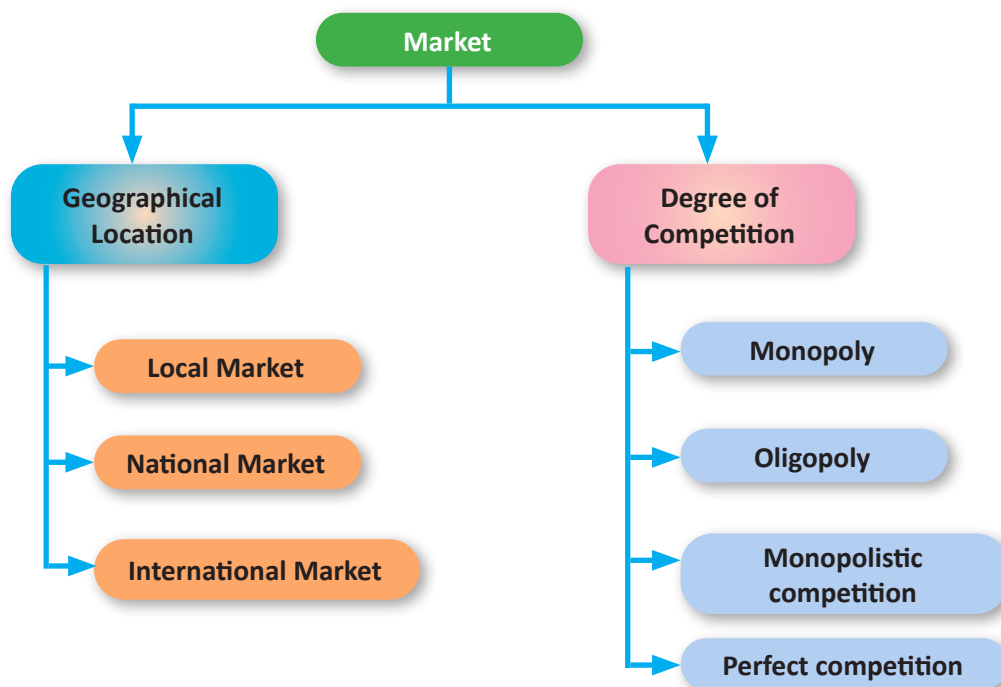 Market
Geographical
Location
Degree of
Competition
Local Market
National Market
International Market
Monopoly
Oligopoly
Monopolistic
competition
Perfect competition